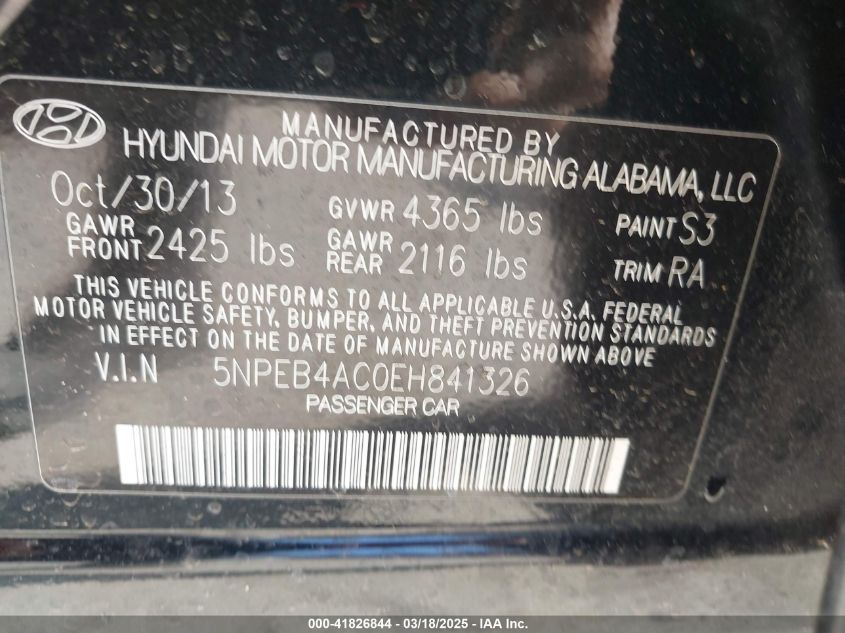 MANUFACTURED BY
HYUNDAI MOTOR MANUFACTURING ALABAMA, LLC
Oct/30/13 GVWR 4365 lbs PAINT S3
GAWR FRONT 2425 lbs GAWR REAR 2116 lbs TRIM RA
THIS VEHICLE CONFORMS TO ALL APPLICABLE U.S.A. FEDERAL
MOTOR VEHICLE SAFETY, BUMPER, AND THEFT PREVENTION STANDARDS
IN EFFECT ON THE DATE OF MANUFACTURE SHOWN ABOVE
V.I.N 5NPEB4AC0EH841326
PASSENGER CAR
000-41826844 — 03/18/2025 — IAA Inc.